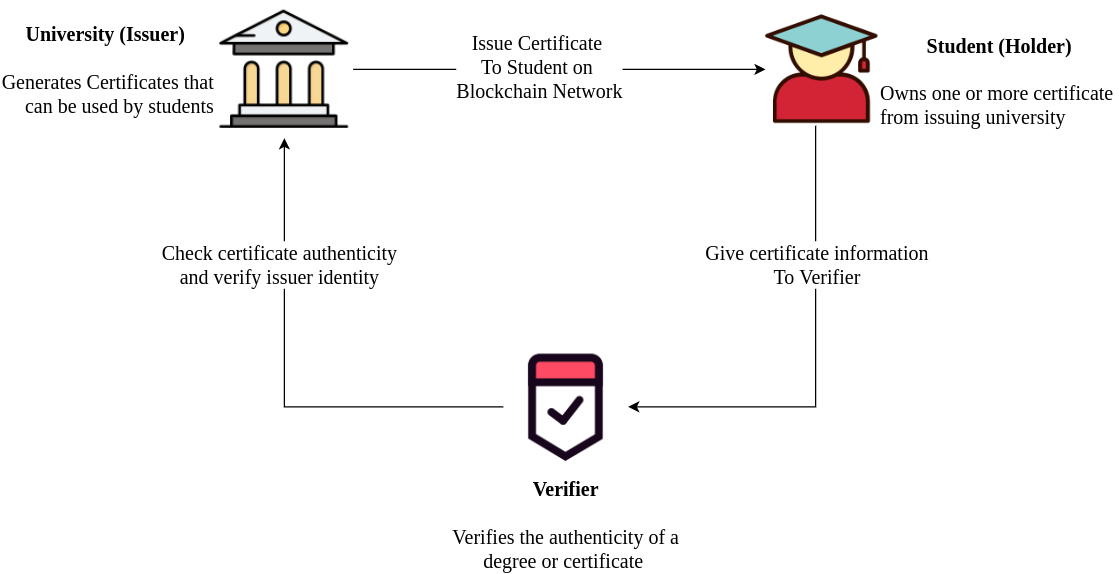 University (Issuer)
Generates Certificates that
can be used by students
Issue Certificate
To Student on
Blockchain Network
Student (Holder)
Owns one or more certificate
from issuing university
Check certificate authenticity
and verify issuer identity
Give certificate information
To Verifier
Verifier
Verifies the authenticity of a
degree or certificate